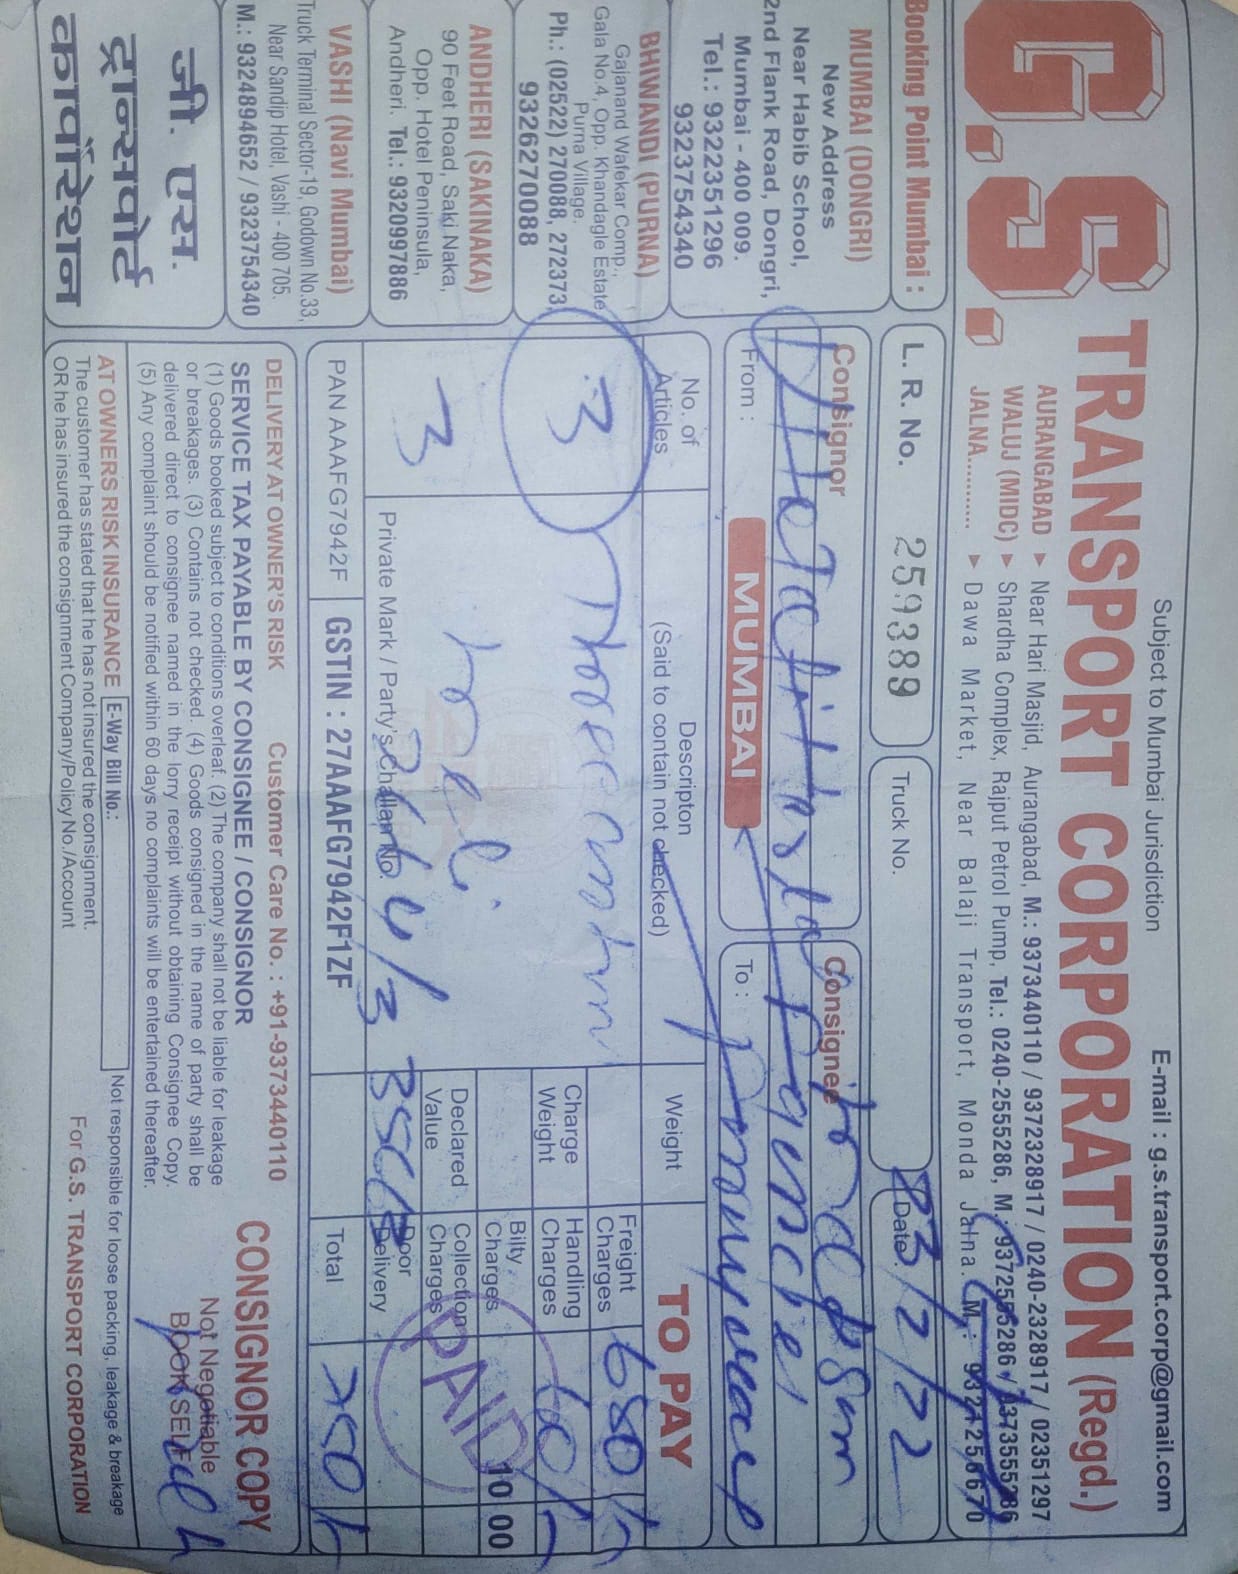 Subject to Mumbai Jurisdiction
E-mail : g.s.transport.corp@gmail.com
G.S. TRANSPORT CORPORATION (Regd.)
AURANGABAD ▸ Near Hari Masjid, Aurangabad, M.: 9373440110 / 9372328917 / 0240-2328917 / 02351297
WALUJ (MIDC) ▸ Shardha Complex, Rajput Petrol Pump, Tel.: 0240-2555286, M.: 9372555286 / 9373555286
JALNA............ ▸ Dawa Market, Near Balaji Transport, Monda Jalna. M.: 9324256670
Booking Point Mumbai :
L. R. No. 259389
Truck No.
Date 23/2/22
MUMBAI (DONGRI)
New Address
Near Habib School,
2nd Flank Road, Dongri,
Mumbai - 400 009.
Tel.: 9322351296
9323754340
Consignor
Consignee
From : MUMBAI
To :
BHIWANDI (PURNA)
Gajanand Wafekar Comp.,
Gala No.4, Opp. Khandagle Estate
Purna Village,
Ph.: (02522) 270088, 272373,
9326270088
No. of
Articles
Descripton
(Said to contain not checked)
Weight
TO PAY
3
Freight
Charges 680/-
Charge
Weight
Handling
Charges 60/-
Bilty
Charges 10 00
ANDHERI (SAKINAKA)
90 Feet Road, Saki Naka,
Opp. Hotel Peninsula,
Andheri. Tel.: 9320997886
3
Declared
Value
Collection
Charges
PAID
Private Mark / Party's Challan No.
Door
Delivery
VASHI (Navi Mumbai)
Truck Terminal Sector-19, Godown No.33,
Near Sandip Hotel, Vashi - 400 705.
M.: 9324894652 / 9323754340
PAN AAAFG7942F
GSTIN : 27AAAFG7942F1ZF
Total 750/-
जी. एस.
ट्रान्सपोर्ट
कार्पोरेशन
DELIVERY AT OWNER'S RISK
Customer Care No. : +91-9373440110
SERVICE TAX PAYABLE BY CONSIGNEE / CONSIGNOR
(1) Goods booked subject to conditions overleaf. (2) The company shall not be liable for leakage
or breakages. (3) Contains not checked. (4) Goods consigned in the name of party shall be
delivered direct to consignee named in the lorry receipt without obtaining Consignee Copy.
(5) Any complaint should be notified within 60 days no complaints will be entertained thereafter.
CONSIGNOR COPY
Not Negotiable
BOOK SELF
AT OWNERS RISK INSURANCE
E-Way Bill No.:
Not responsible for loose packing, leakage & breakage
The customer has stated that he has not insured the consignment.
OR he has insured the consignment Company/Policy No./Account
For G.S. TRANSPORT CORPORATION